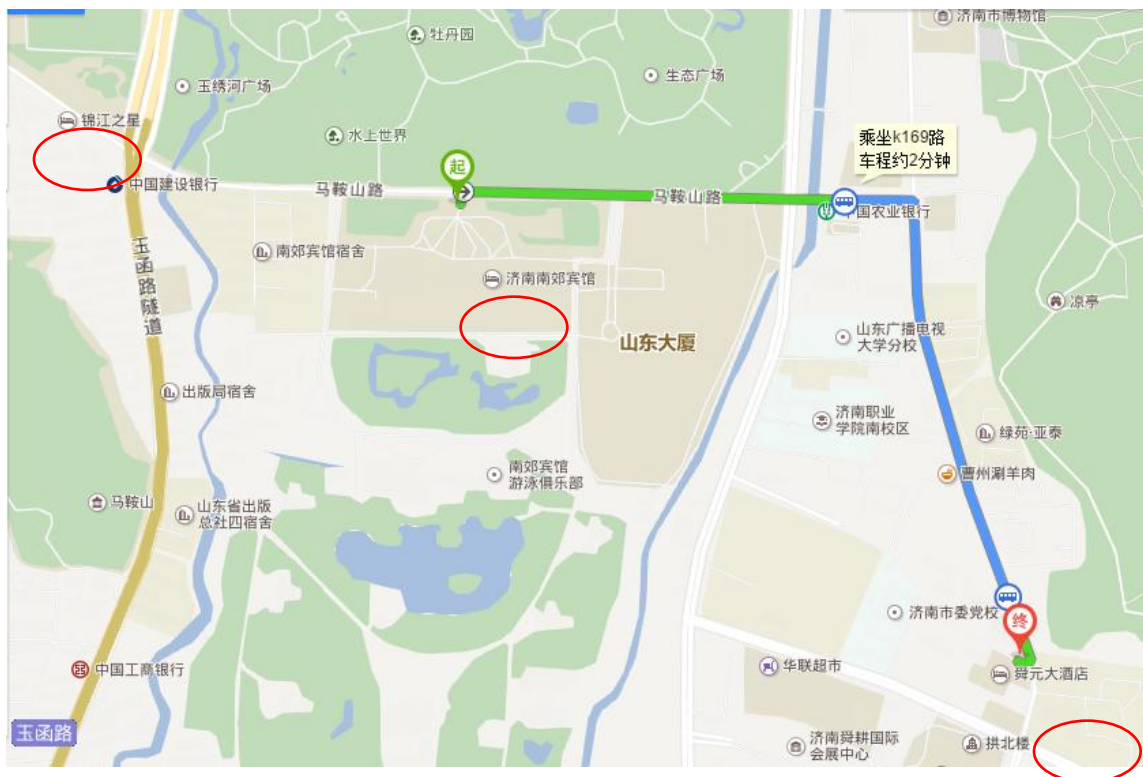 济南市博物馆
牡丹园
生态广场
玉绣河广场
锦江之星
水上世界
乘坐k169路
车程约2分钟
起
中国建设银行
马鞍山路
马鞍山路
中国农业银行
玉函路隧道
南郊宾馆宿舍
济南南郊宾馆
凉亭
山东大厦
山东广播电视
大学分校
出版局宿舍
济南职业
学院南校区
绿苑·亚泰
南郊宾馆
游泳俱乐部
曹州涮羊肉
马鞍山
山东省出版
总社四宿舍
济南市委党校
终
中国工商银行
华联超市
舜元大酒店
玉函路
济南舜耕国际
会展中心
拱北楼